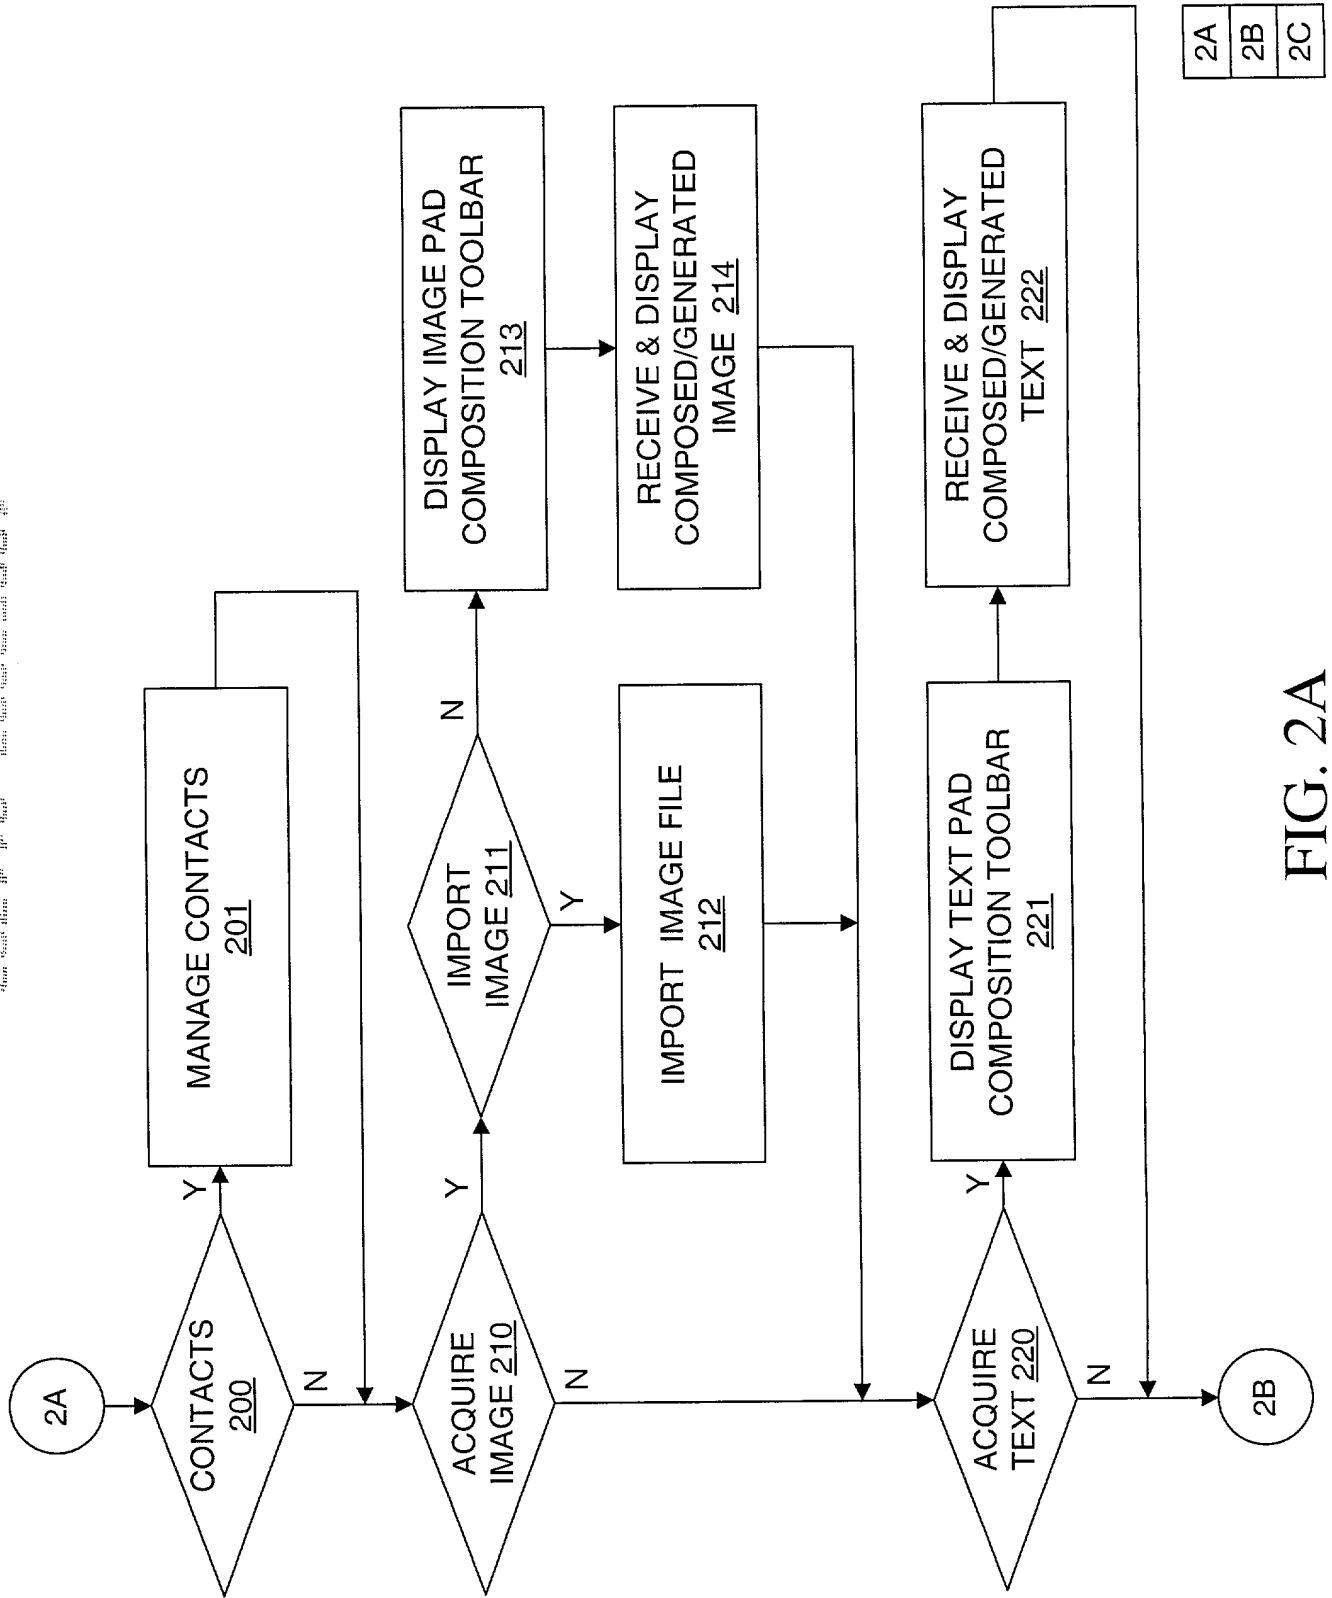 2A
CONTACTS
200
Y
N
MANAGE CONTACTS
201
ACQUIRE
IMAGE 210
Y
N
IMPORT
IMAGE 211
N
Y
DISPLAY IMAGE PAD
COMPOSITION TOOLBAR
213
IMPORT IMAGE FILE
212
RECEIVE & DISPLAY
COMPOSED/GENERATED
IMAGE 214
ACQUIRE
TEXT 220
Y
N
DISPLAY TEXT PAD
COMPOSITION TOOLBAR
221
RECEIVE & DISPLAY
COMPOSED/GENERATED
TEXT 222
2B
2A
2B
2C
FIG. 2A